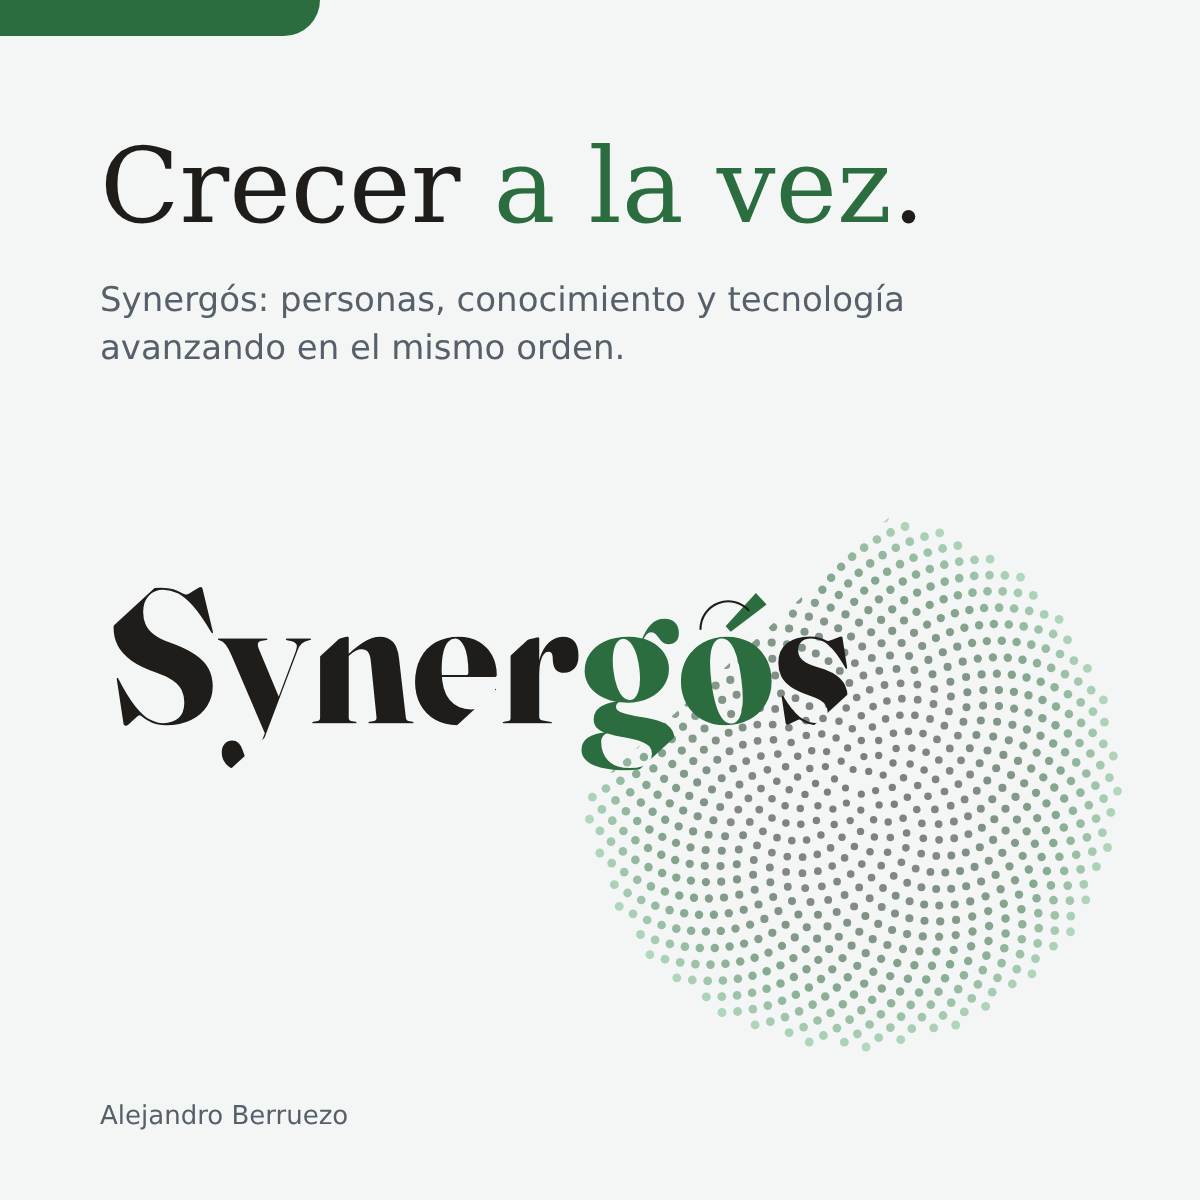 Crecer a la vez.
Synergós: personas, conocimiento y tecnología
avanzando en el mismo orden.
Synergós
Alejandro Berruezo